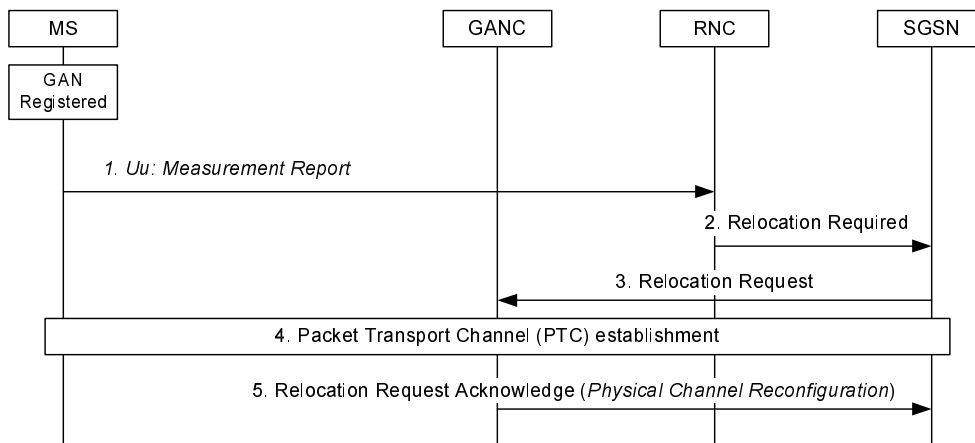 MS
GANC
RNC
SGSN
GAN
Registered
1. Uu: Measurement Report
2. Relocation Required
3. Relocation Request
4. Packet Transport Channel (PTC) establishment
5. Relocation Request Acknowledge (Physical Channel Reconfiguration)